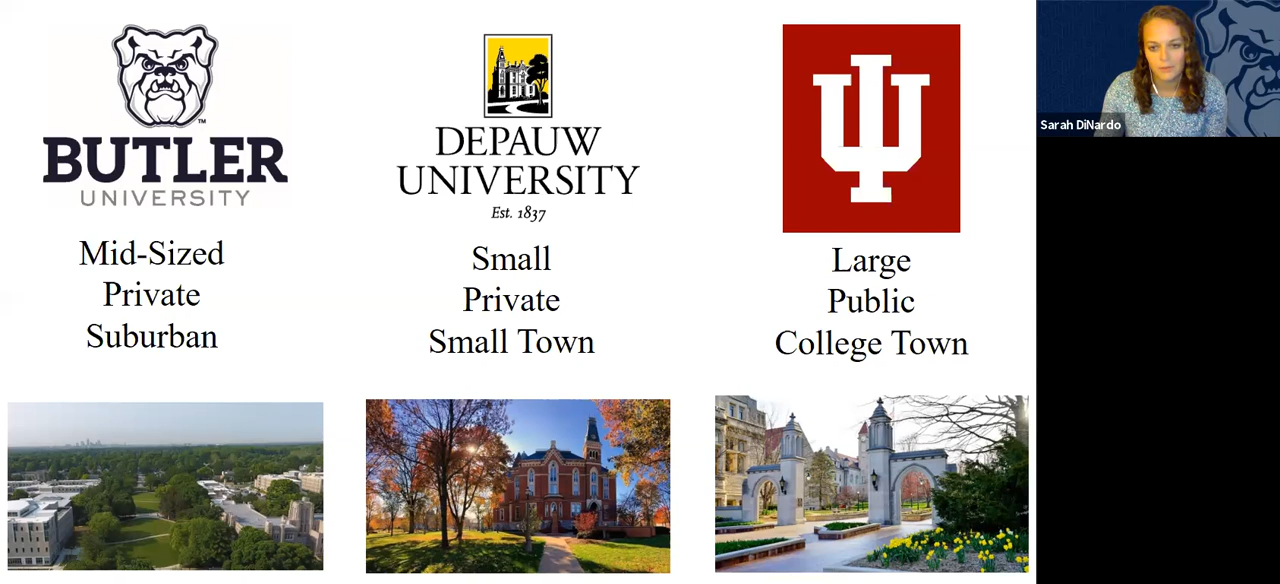 BUTLER
UNIVERSITY
Mid-Sized
Private
Suburban
DEPAUW
UNIVERSITY
Est. 1837
Small
Private
Small Town
IU
Large
Public
College Town
Sarah DiNardo